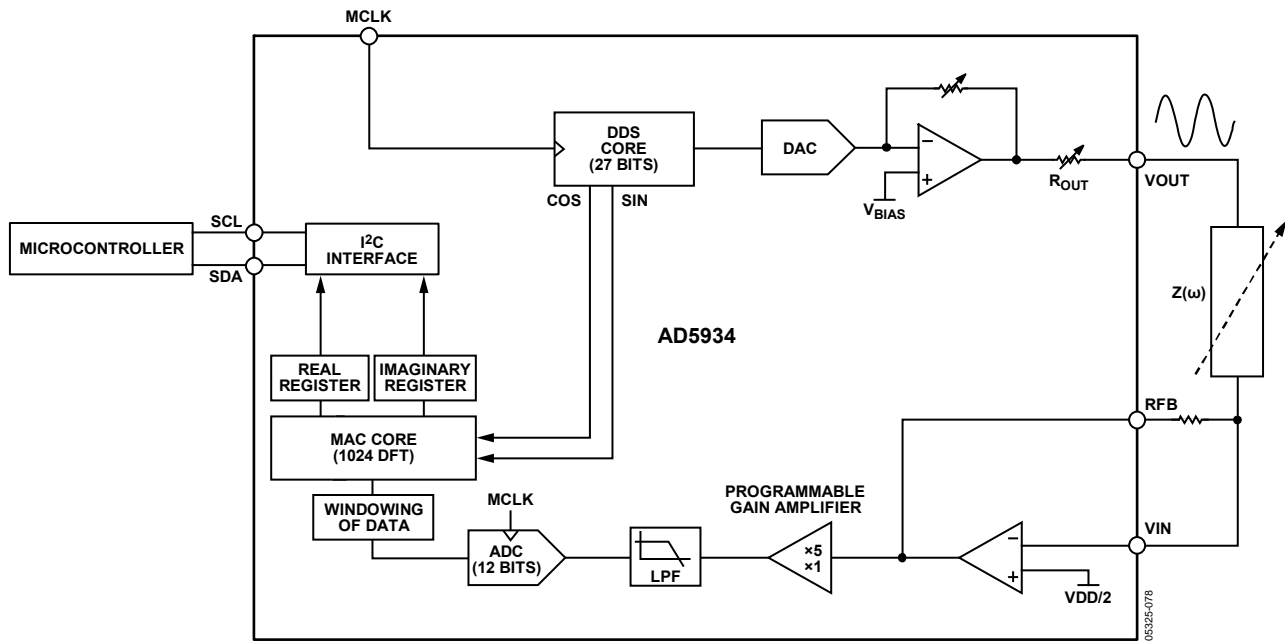 MCLK
DDS
CORE
(27 BITS)
DAC
−
+
VBIAS
ROUT
VOUT
COS
SIN
MICROCONTROLLER
SCL
SDA
I2C
INTERFACE
Z(ω)
AD5934
REAL
REGISTER
IMAGINARY
REGISTER
RFB
MAC CORE
(1024 DFT)
WINDOWING
OF DATA
MCLK
ADC
(12 BITS)
LPF
PROGRAMMABLE
GAIN AMPLIFIER
×5
×1
−
+
VIN
VDD/2
05325-078